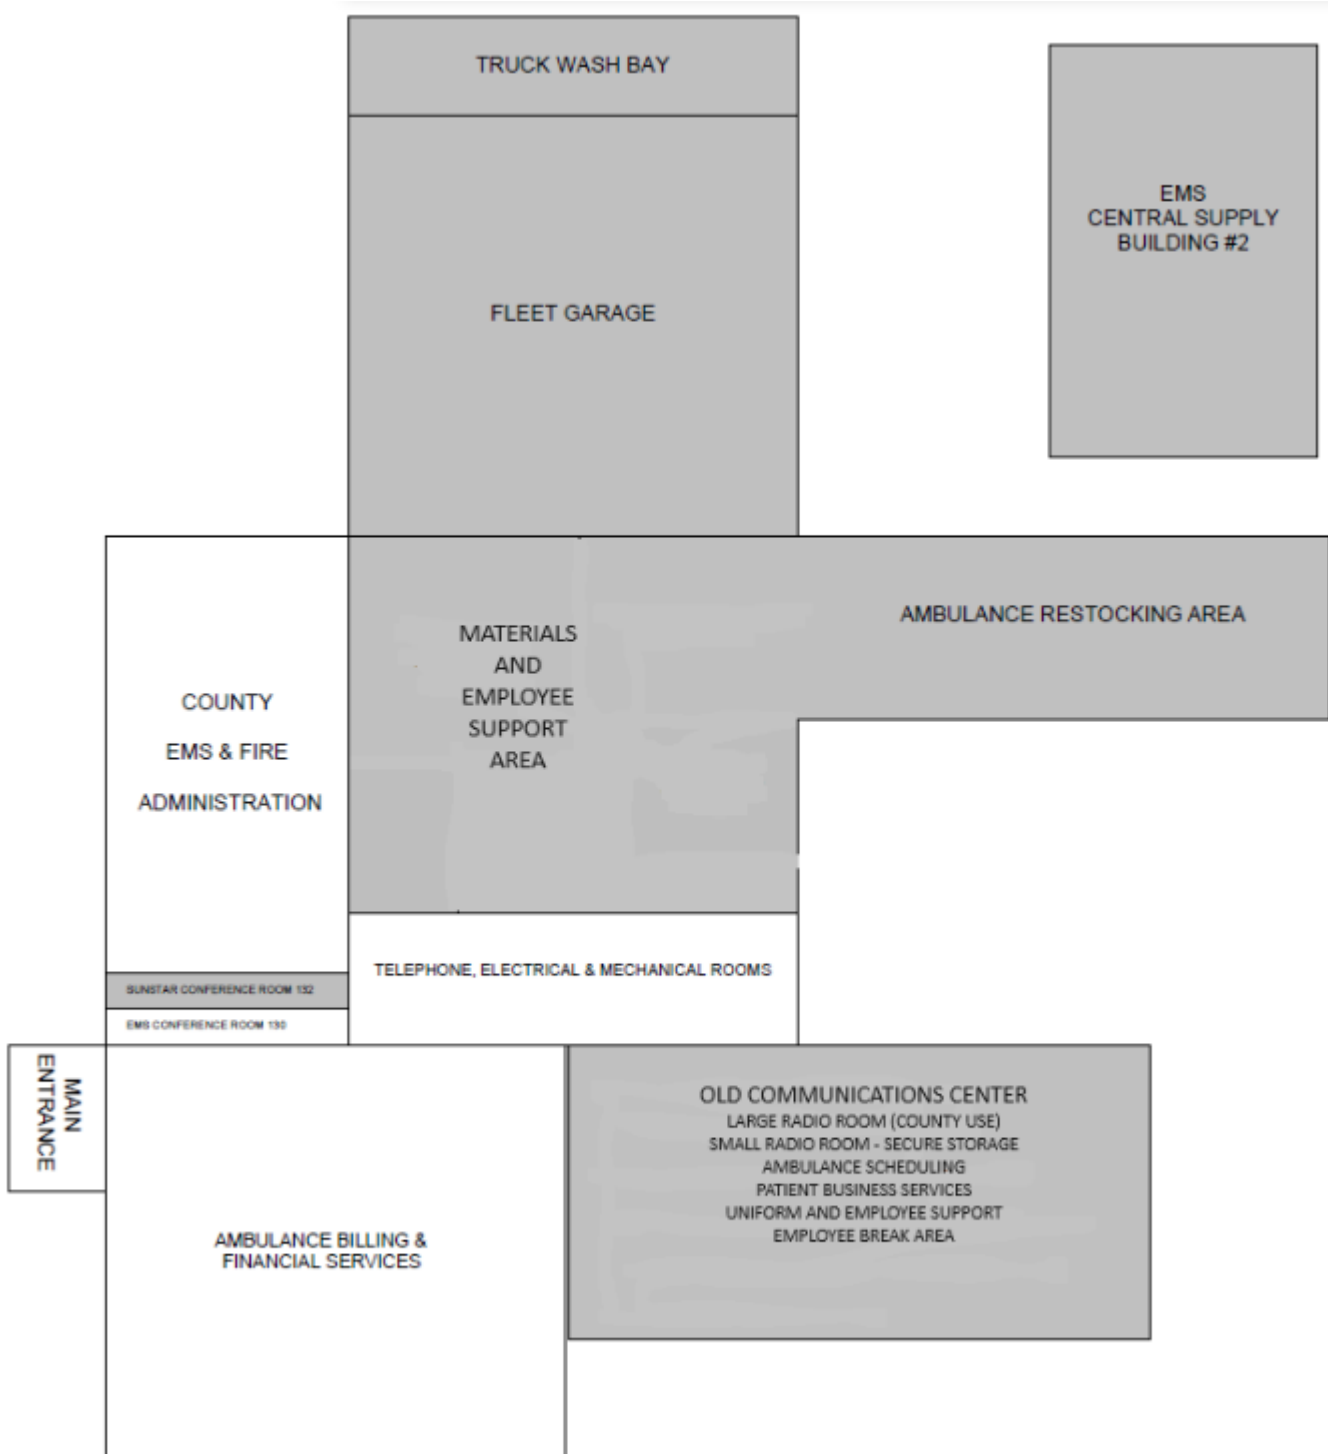 TRUCK WASH BAY
EMS
CENTRAL SUPPLY
BUILDING #2
FLEET GARAGE
AMBULANCE RESTOCKING AREA
MATERIALS
AND
EMPLOYEE
SUPPORT
AREA
COUNTY
EMS & FIRE
ADMINISTRATION
TELEPHONE, ELECTRICAL & MECHANICAL ROOMS
SUNSTAR CONFERENCE ROOM 132
EMS CONFERENCE ROOM 130
MAIN
ENTRANCE
OLD COMMUNICATIONS CENTER
LARGE RADIO ROOM (COUNTY USE)
SMALL RADIO ROOM - SECURE STORAGE
AMBULANCE SCHEDULING
PATIENT BUSINESS SERVICES
UNIFORM AND EMPLOYEE SUPPORT
EMPLOYEE BREAK AREA
AMBULANCE BILLING &
FINANCIAL SERVICES